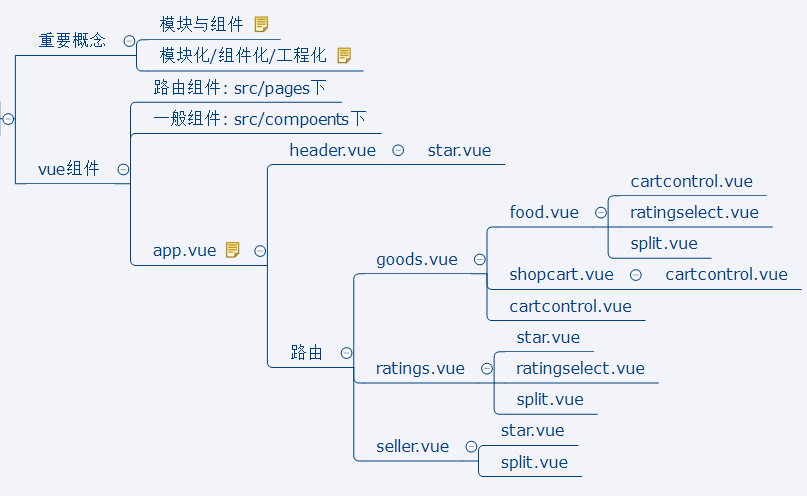 重要概念
模块与组件
模块化/组件化/工程化
vue组件
路由组件: src/pages下
一般组件: src/compoents下
app.vue
header.vue
star.vue
路由
goods.vue
food.vue
cartcontrol.vue
ratingselect.vue
split.vue
shopcart.vue
cartcontrol.vue
cartcontrol.vue
ratings.vue
star.vue
ratingselect.vue
split.vue
seller.vue
star.vue
split.vue